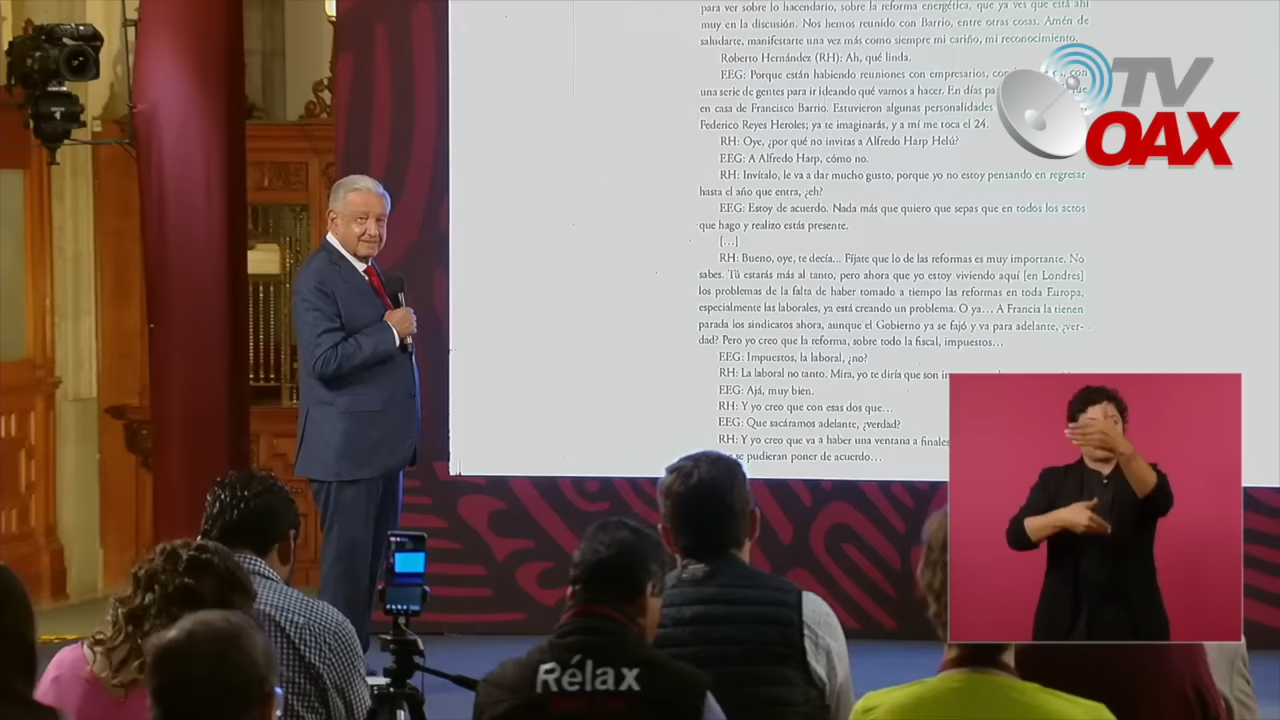 para ver sobre lo hacendario, sobre la reforma energética, que ya ves que está ahí
muy en la discusión. Nos hemos reunido con Barrio, entre otras cosas. Amén de
saludarte, manifestarte una vez más como siempre mi cariño, mi reconocimiento.
Roberto Hernández (RH): Ah, qué linda.
EEG: Porque están habiendo reuniones con empresarios, con
una serie de gentes para ir ideando qué vamos a hacer. En días
en casa de Francisco Barrio. Estuvieron algunas personalidades
Federico Reyes Heroles; ya te imaginarás, y a mí me toca el 24.
RH: Oye, ¿por qué no invitas a Alfredo Harp Helú?
EEG: A Alfredo Harp, cómo no.
RH: Invítalo, le va a dar mucho gusto, porque yo no estoy pensando en regresar
hasta el año que entra, ¿eh?
EEG: Estoy de acuerdo. Nada más que quiero que sepas que en todos los actos
que hago y realizo estás presente.
[...]
RH: Bueno, oye, te decía... Fíjate que lo de las reformas es muy importante. No
sabes. Tú estarás más al tanto, pero ahora que yo estoy viviendo aquí [en Londres]
los problemas de la falta de haber tomado a tiempo las reformas en toda Europa,
especialmente las laborales, ya está creando un problema. O ya... A Francia la tienen
parada los sindicatos ahora, aunque el Gobierno ya se fajó y va para adelante, ¿ver-
dad? Pero yo creo que la reforma, sobre todo la fiscal, impuestos...
EEG: Impuestos, la laboral, ¿no?
RH: La laboral no tanto. Mira, yo te diría que son
EEG: Ajá, muy bien.
RH: Y yo creo que con esas dos que...
EEG: Que sacáramos adelante, ¿verdad?
RH: Y yo creo que va a haber una ventana a finales
se pudieran poner de acuerdo...
TV
OAX
Rélax